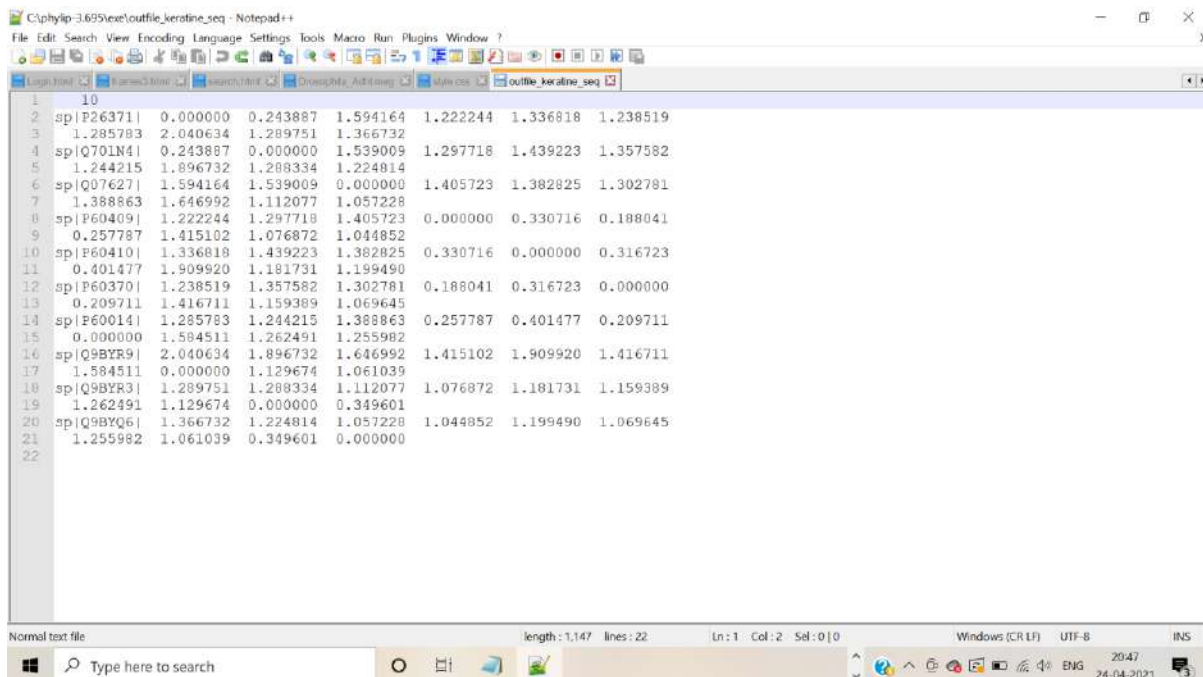 C:\phylip-3.695\exe\outfile_keratine_seq - Notepad++
File Edit Search View Encoding Language Settings Tools Macro Run Plugins Window ?
Login.html frames3.html search.html Drosophila_Adh.meg style.css outfile_keratine_seq
1 10
2 sp|P26371| 0.000000 0.243887 1.594164 1.222244 1.336818 1.238519
3 1.285783 2.040634 1.289751 1.366732
4 sp|Q701N4| 0.243887 0.000000 1.539009 1.297718 1.439223 1.357582
5 1.244215 1.896732 1.288334 1.224814
6 sp|Q07627| 1.594164 1.539009 0.000000 1.405723 1.382825 1.302781
7 1.388863 1.646992 1.112077 1.057228
8 sp|P60409| 1.222244 1.297718 1.405723 0.000000 0.330716 0.188041
9 0.257787 1.415102 1.076872 1.044852
10 sp|P60410| 1.336818 1.439223 1.382825 0.330716 0.000000 0.316723
11 0.401477 1.909920 1.181731 1.199490
12 sp|P60370| 1.238519 1.357582 1.302781 0.188041 0.316723 0.000000
13 0.209711 1.416711 1.159389 1.069645
14 sp|P60014| 1.285783 1.244215 1.388863 0.257787 0.401477 0.209711
15 0.000000 1.584511 1.262491 1.255982
16 sp|Q9BYR9| 2.040634 1.896732 1.646992 1.415102 1.909920 1.416711
17 1.584511 0.000000 1.129674 1.061039
18 sp|Q9BYR3| 1.289751 1.288334 1.112077 1.076872 1.181731 1.159389
19 1.262491 1.129674 0.000000 0.349601
20 sp|Q9BYQ6| 1.366732 1.224814 1.057228 1.044852 1.199490 1.069645
21 1.255982 1.061039 0.349601 0.000000
22
Normal text file length : 1,147 lines : 22 Ln : 1 Col : 2 Sel : 0 | 0 Windows (CR LF) UTF-8 INS
Type here to search ENG 20:47
24-04-2021 3